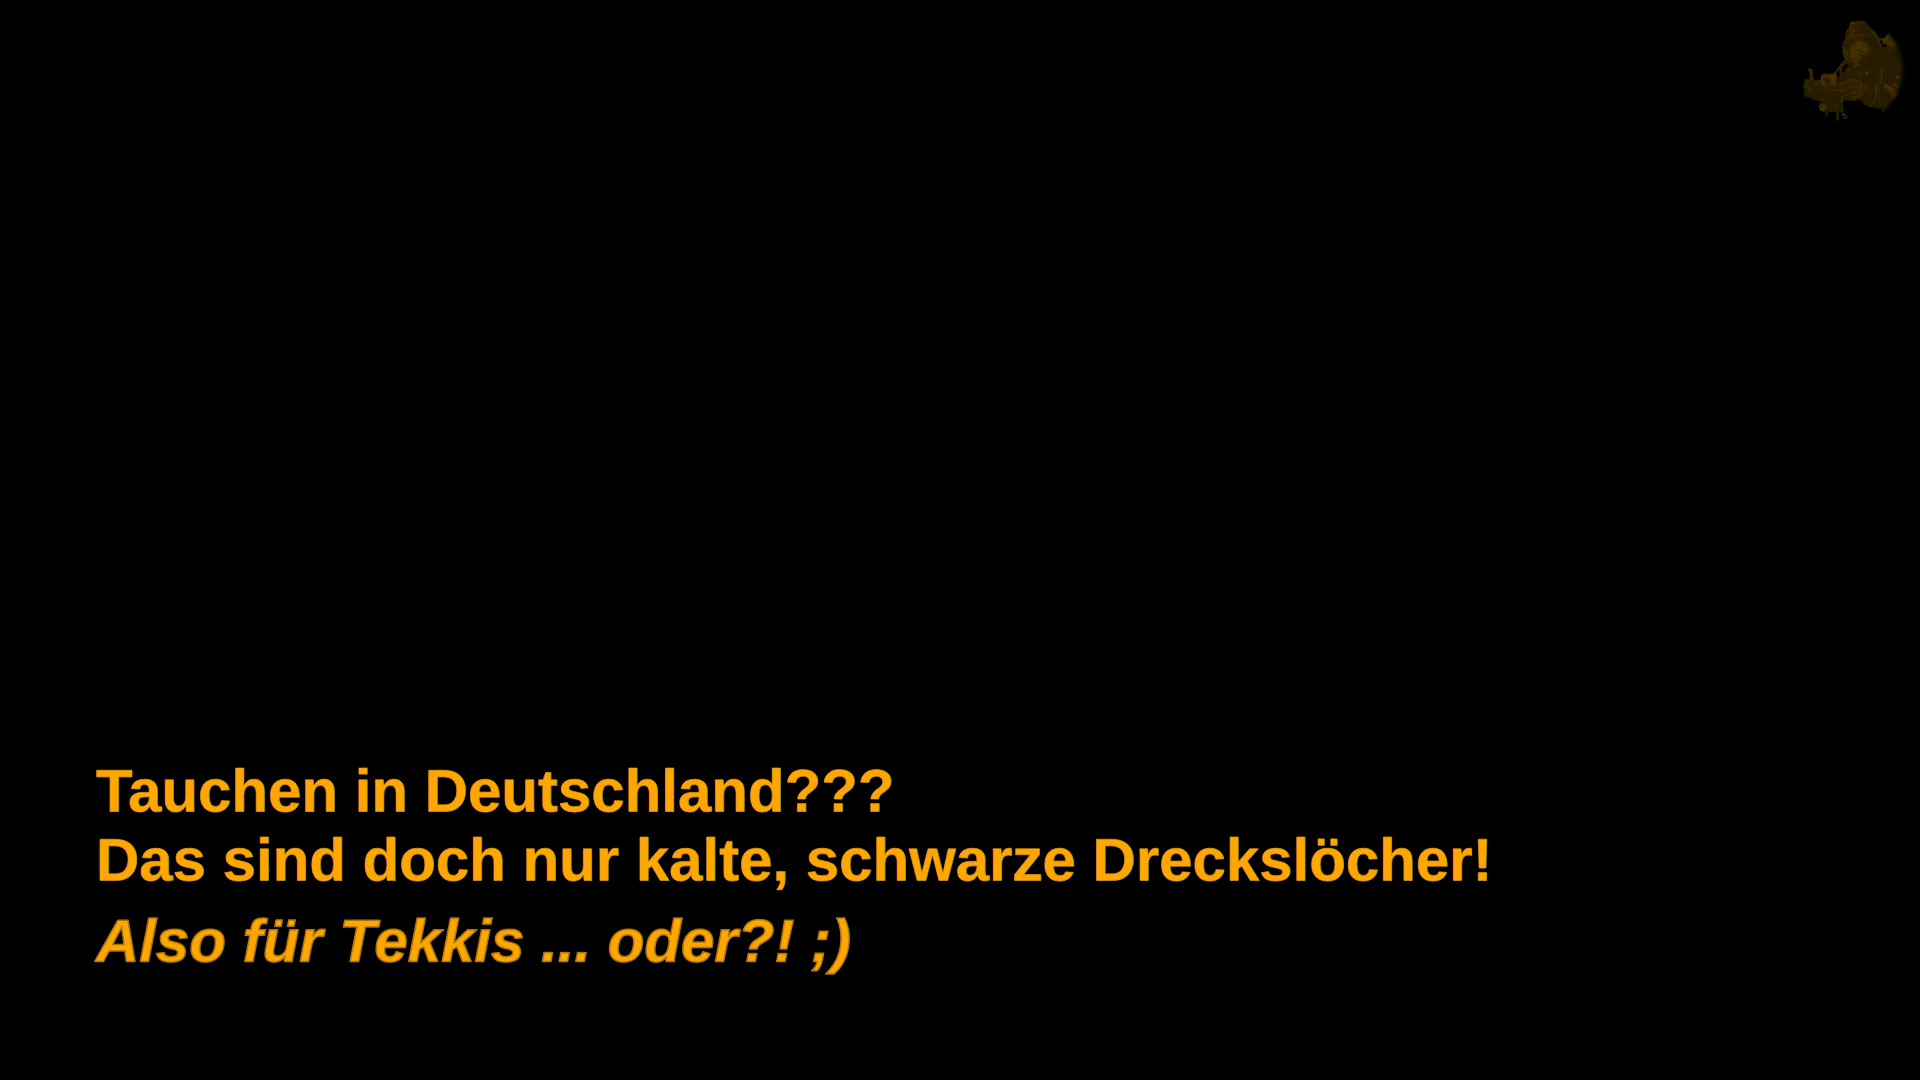 Tauchen in Deutschland???
Das sind doch nur kalte, schwarze Dreckslöcher!
Also für Tekkis ... oder?! ;)